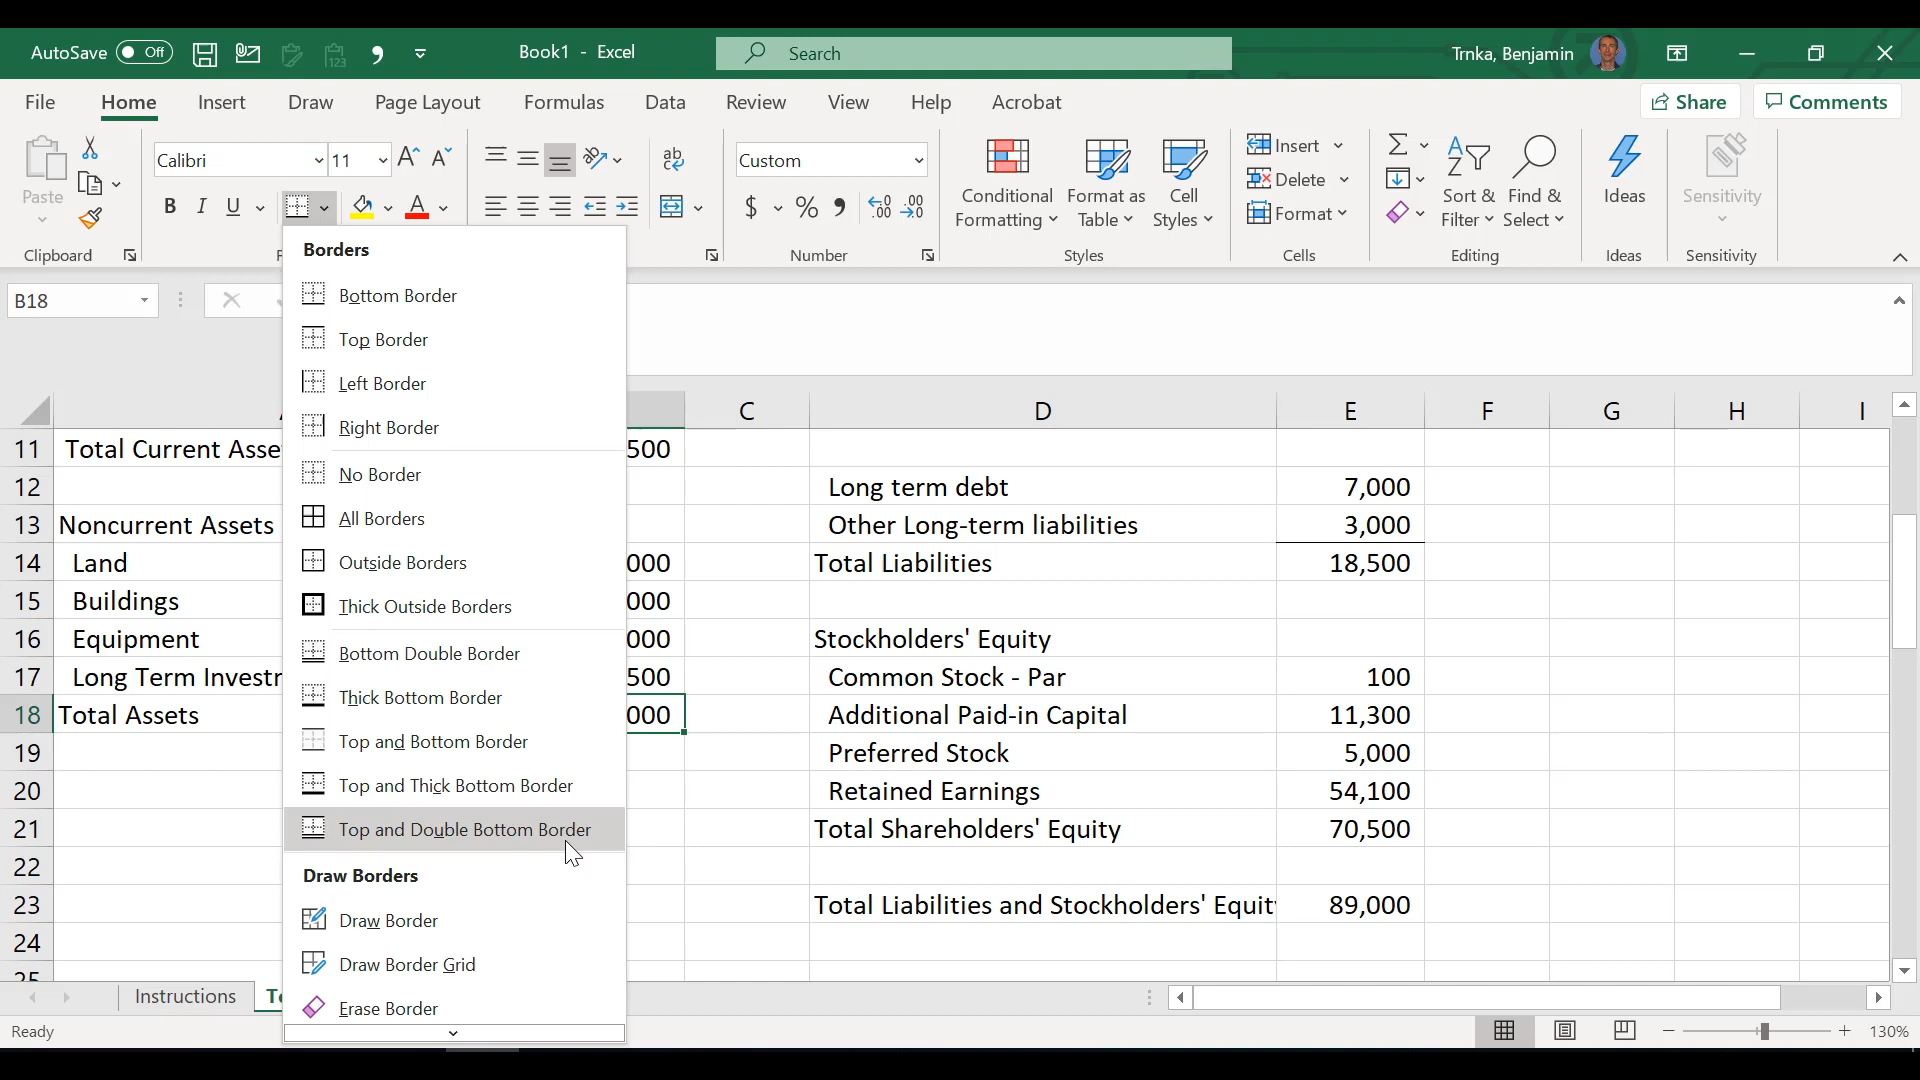 AutoSave Off Book1 - Excel Search Trnka, Benjamin
File Home Insert Draw Page Layout Formulas Data Review View Help Acrobat Share Comments
Paste
Calibri 11
B I U A
ab
Custom
$ % 9
Conditional
Formatting
Format as
Table
Cell
Styles
Insert
Delete
Format
Sort &
Filter
Find &
Select
Ideas
Sensitivity
Clipboard Number Styles Cells Editing Ideas Sensitivity
B18
Borders
Bottom Border
Top Border
Left Border
Right Border
No Border
All Borders
Outside Borders
Thick Outside Borders
Bottom Double Border
Thick Bottom Border
Top and Bottom Border
Top and Thick Bottom Border
Top and Double Bottom Border
Draw Borders
Draw Border
Draw Border Grid
Erase Border
C D E F G H I
11 Total Current Asse 500
12 Long term debt 7,000
13 Noncurrent Assets Other Long-term liabilities 3,000
14 Land 000 Total Liabilities 18,500
15 Buildings 000
16 Equipment 000 Stockholders' Equity
17 Long Term Invest 500 Common Stock - Par 100
18 Total Assets 000 Additional Paid-in Capital 11,300
19 Preferred Stock 5,000
20 Retained Earnings 54,100
21 Total Shareholders' Equity 70,500
22
23 Total Liabilities and Stockholders' Equit 89,000
24
25
Instructions Te
Ready 130%